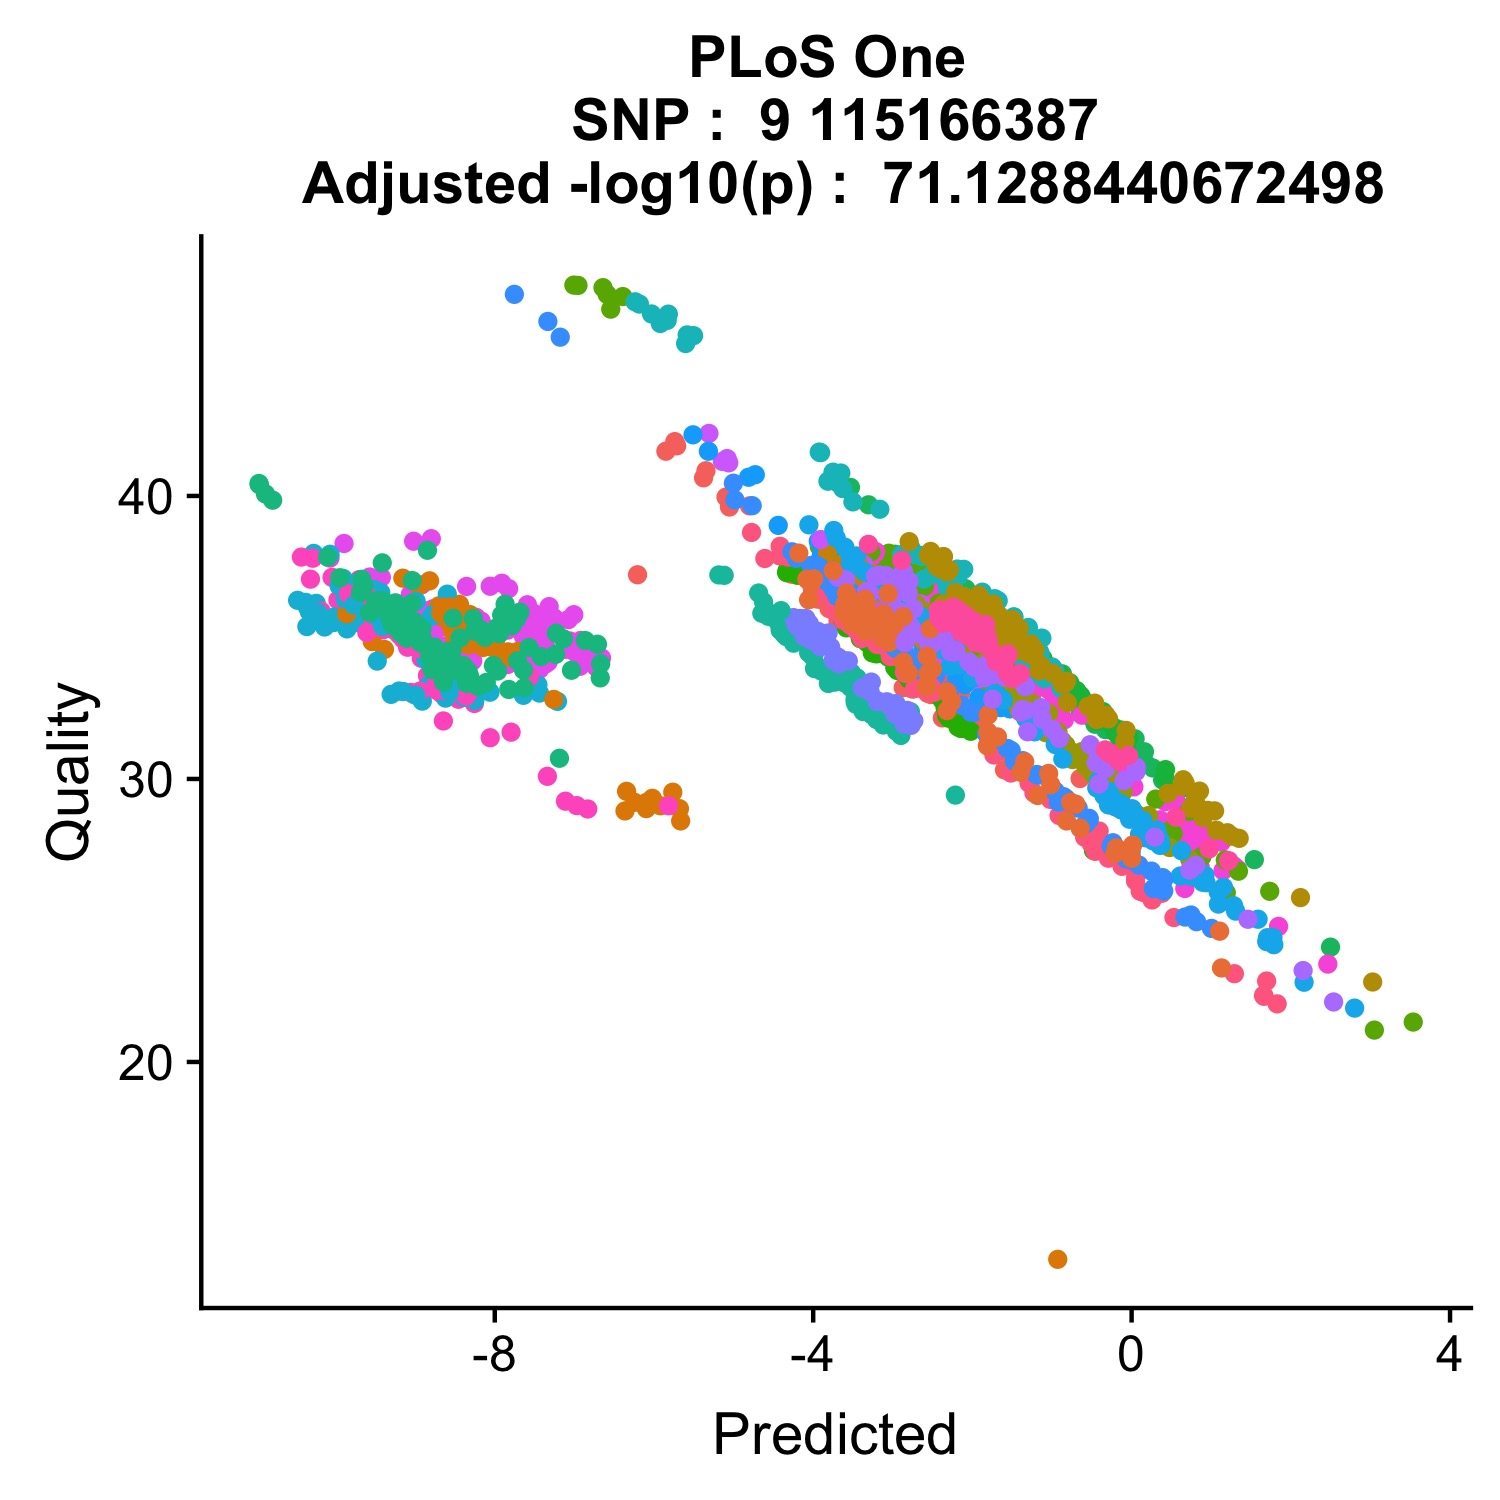 PLoS One
SNP :  9 115166387
Adjusted -log10(p) :  71.1288440672498
40
30
20
Quality
-8
-4
0
4
Predicted